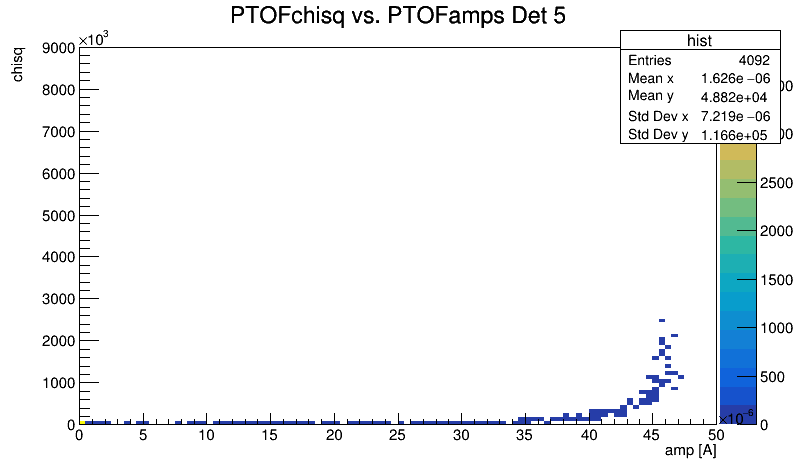 PTOFchisq vs. PTOFamps Det 5
×10³
chisq
9000
8000
7000
6000
5000
4000
3000
2000
1000
0
hist
Entries 4092
Mean x 1.626e−06
Mean y 4.882e+04
Std Dev x 7.219e−06
Std Dev y 1.166e+05
2500
2000
1500
1000
500
0
0 5 10 15 20 25 30 35 40 45 50
×10⁻⁶
amp [A]